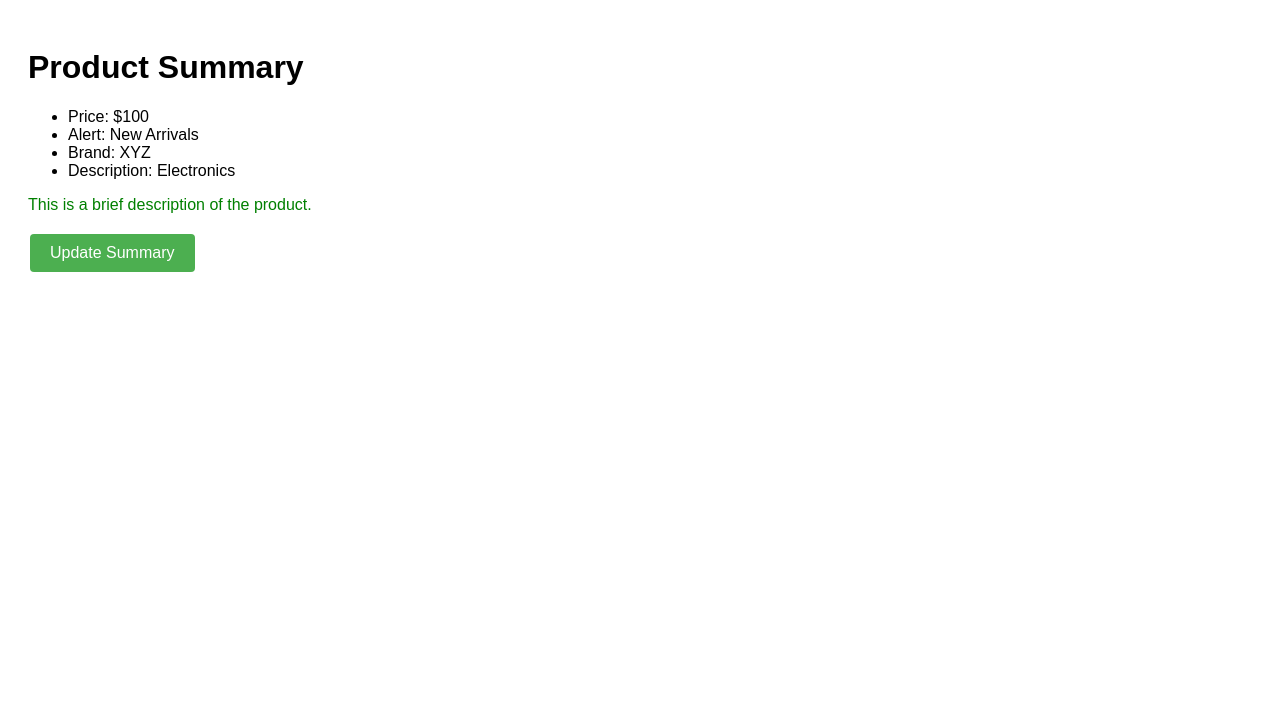 Product Summary
Price: $100
Alert: New Arrivals
Brand: XYZ
Description: Electronics
This is a brief description of the product.
Update Summary